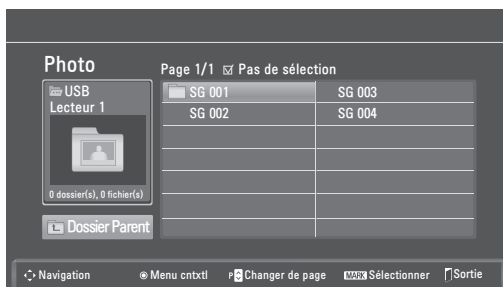 Photo
Page 1/1 Pas de sélection
USB
Lecteur 1
0 dossier(s), 0 fichier(s)
Dossier Parent
SG 001 SG 003
SG 002 SG 004
Navigation Menu cntxtl P Changer de page MARK Sélectionner Sortie